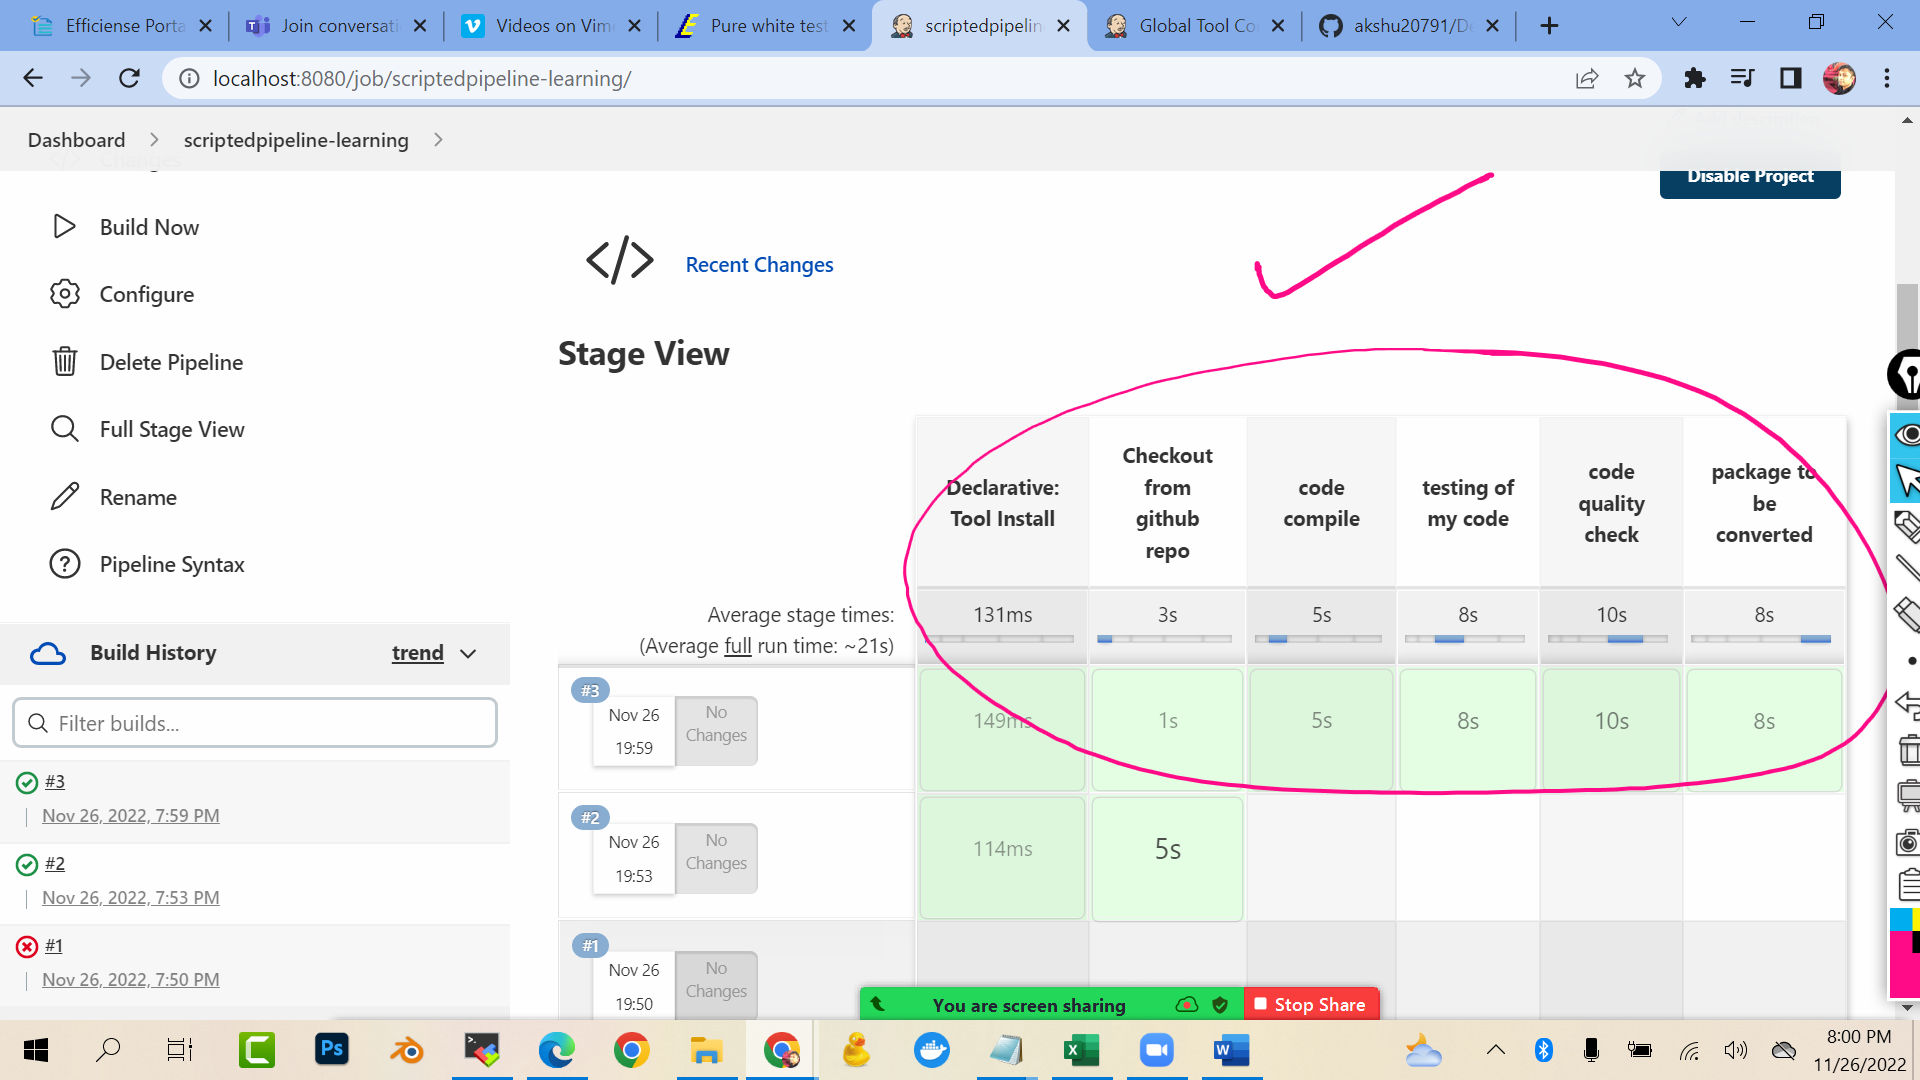 Efficiense Porta
Join conversati
Videos on Vim
Pure white test
scriptedpipelin
Global Tool Co
akshu20791/De
localhost:8080/job/scriptedpipeline-learning/
Dashboard
scriptedpipeline-learning
Changes
Disable Project
Build Now
Configure
Delete Pipeline
Full Stage View
Rename
Pipeline Syntax
Recent Changes
Stage View
Declarative:
Tool Install
Checkout
from
github
repo
code
compile
testing of
my code
code
quality
check
package to
be
converted
Average stage times:
(Average full run time: ~21s)
131ms
3s
5s
8s
10s
8s
Build History
trend
Filter builds...
#3
Nov 26, 2022, 7:59 PM
#2
Nov 26, 2022, 7:53 PM
#1
Nov 26, 2022, 7:50 PM
#3
Nov 26
19:59
No
Changes
149ms
1s
5s
8s
10s
8s
#2
Nov 26
19:53
No
Changes
114ms
5s
#1
Nov 26
19:50
No
Changes
You are screen sharing
Stop Share
Ps
8:00 PM
11/26/2022